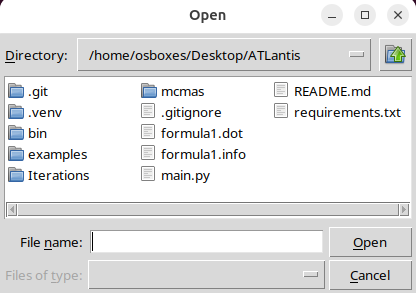 Open
Directory: /home/osboxes/Desktop/ATLantis
.git
.venv
bin
examples
Iterations
mcmas
.gitignore
formula1.dot
formula1.info
main.py
README.md
requirements.txt
File name: Open
Files of type: Cancel